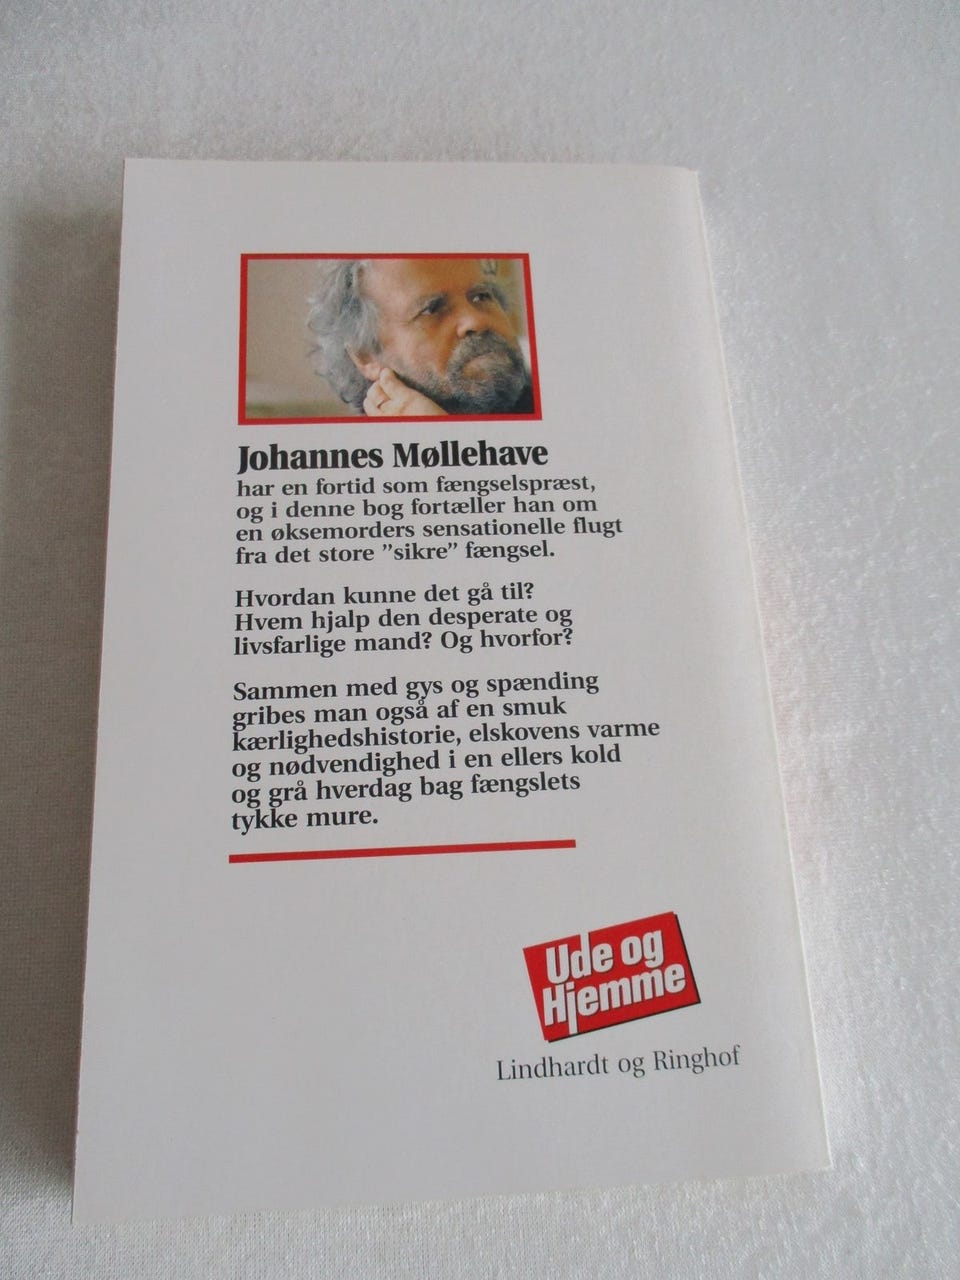 Johannes Møllehave
har en fortid som fængselspræst,
og i denne bog fortæller han om
en øksemorders sensationelle flugt
fra det store ”sikre” fængsel.
Hvordan kunne det gå til?
Hvem hjalp den desperate og
livsfarlige mand? Og hvorfor?
Sammen med gys og spænding
gribes man også af en smuk
kærlighedshistorie, elskovens varme
og nødvendighed i en ellers kold
og grå hverdag bag fængslets
tykke mure.
Ude og
Hjemme
Lindhardt og Ringhof